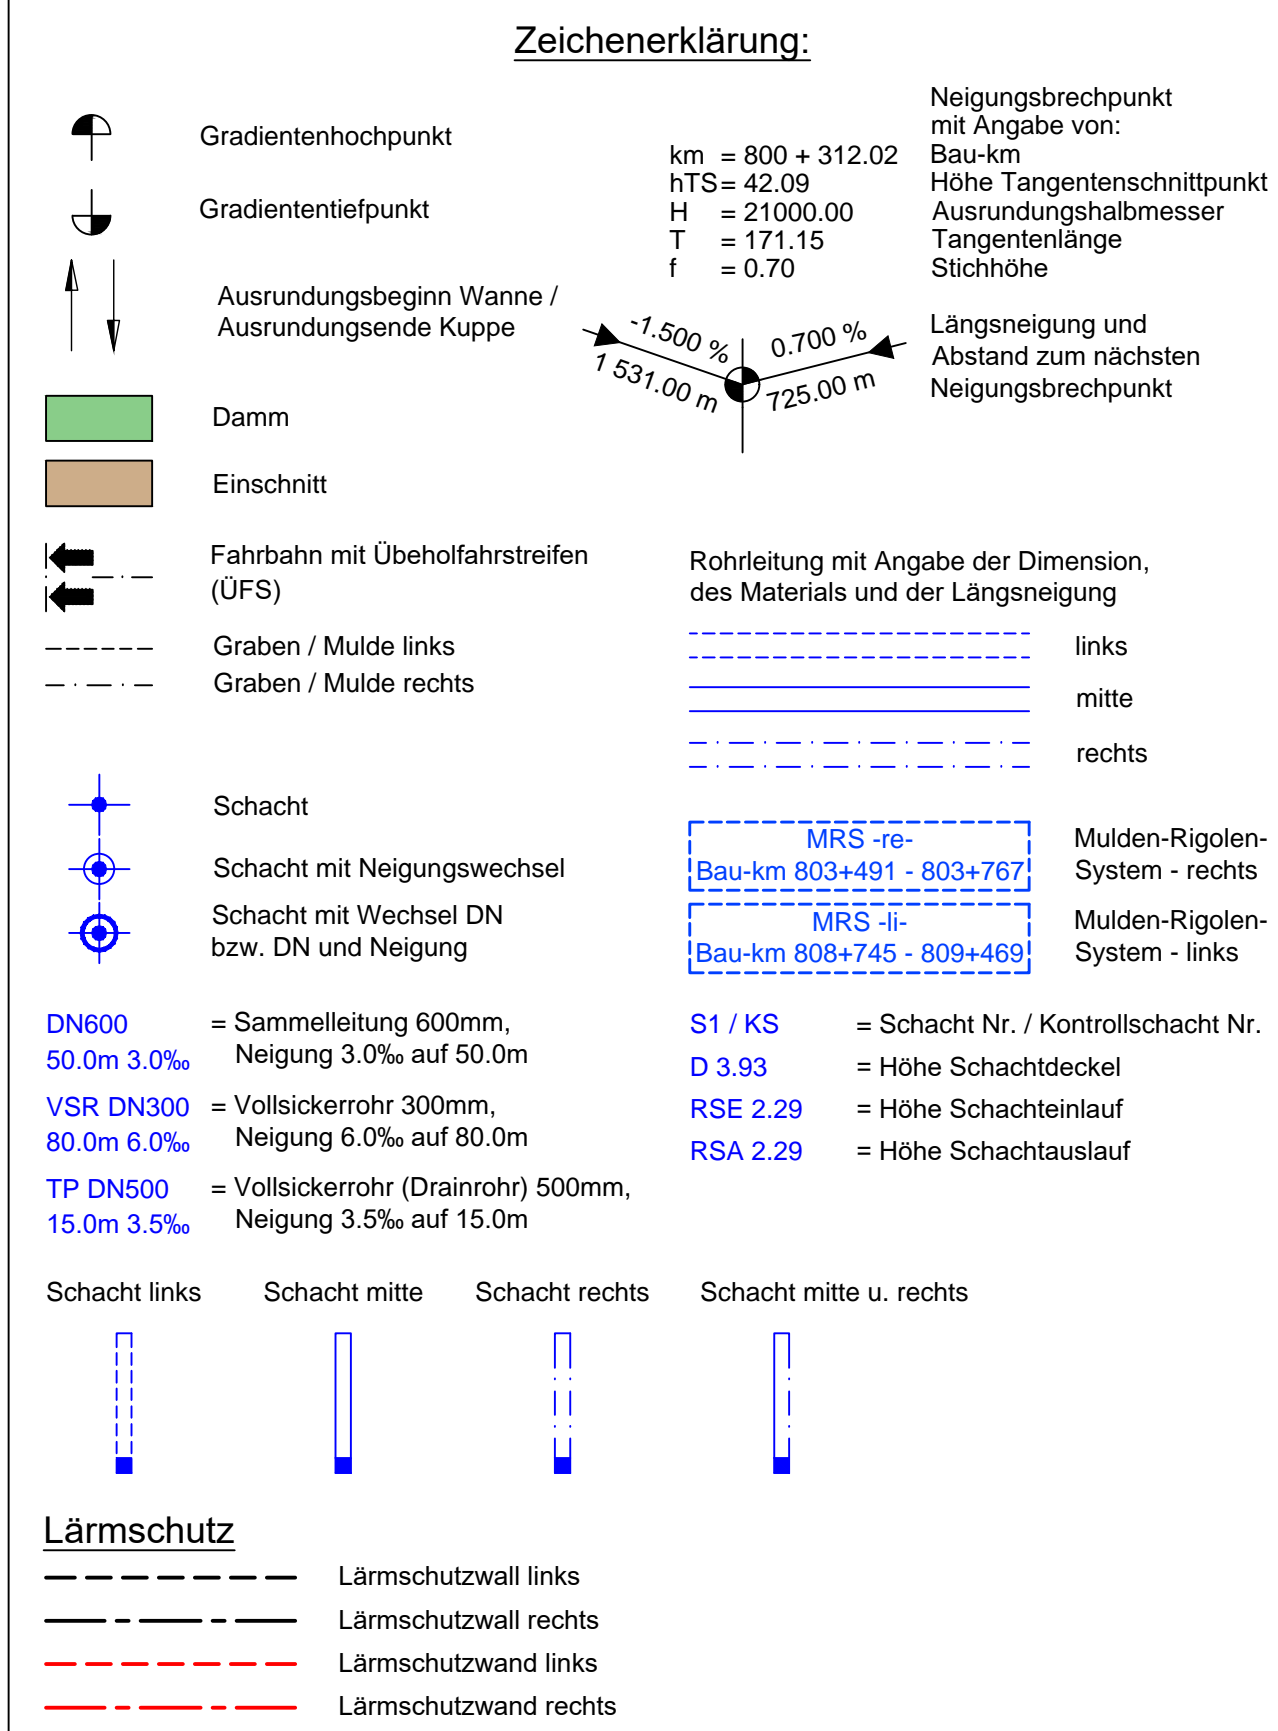 Zeichenerklärung:
Gradientenhochpunkt
Gradiententiefpunkt
Ausrundungsbeginn Wanne /
Ausrundungsende Kuppe
Damm
Einschnitt
Neigungsbrechpunkt
mit Angabe von:
km = 800 + 312.02 Bau-km
hTS = 42.09 Höhe Tangentenschnittpunkt
H = 21000.00 Ausrundungshalbmesser
T = 171.15 Tangentenlänge
f = 0.70 Stichhöhe
-1.500 %
1 531.00 m
0.700 %
725.00 m
Längsneigung und
Abstand zum nächsten
Neigungsbrechpunkt
Fahrbahn mit Übeholfahrstreifen
(ÜFS)
Graben / Mulde links
Graben / Mulde rechts
Rohrleitung mit Angabe der Dimension,
des Materials und der Längsneigung
links
mitte
rechts
Schacht
Schacht mit Neigungswechsel
Schacht mit Wechsel DN
bzw. DN und Neigung
MRS -re-
Bau-km 803+491 - 803+767
Mulden-Rigolen-
System - rechts
MRS -li-
Bau-km 808+745 - 809+469
Mulden-Rigolen-
System - links
DN600 = Sammelleitung 600mm,
50.0m 3.0‰ Neigung 3.0‰ auf 50.0m
VSR DN300 = Vollsickerrohr 300mm,
80.0m 6.0‰ Neigung 6.0‰ auf 80.0m
TP DN500 = Vollsickerrohr (Drainrohr) 500mm,
15.0m 3.5‰ Neigung 3.5‰ auf 15.0m
S1 / KS = Schacht Nr. / Kontrollschacht Nr.
D 3.93 = Höhe Schachtdeckel
RSE 2.29 = Höhe Schachteinlauf
RSA 2.29 = Höhe Schachtauslauf
Schacht links Schacht mitte Schacht rechts Schacht mitte u. rechts
Lärmschutz
Lärmschutzwall links
Lärmschutzwall rechts
Lärmschutzwand links
Lärmschutzwand rechts